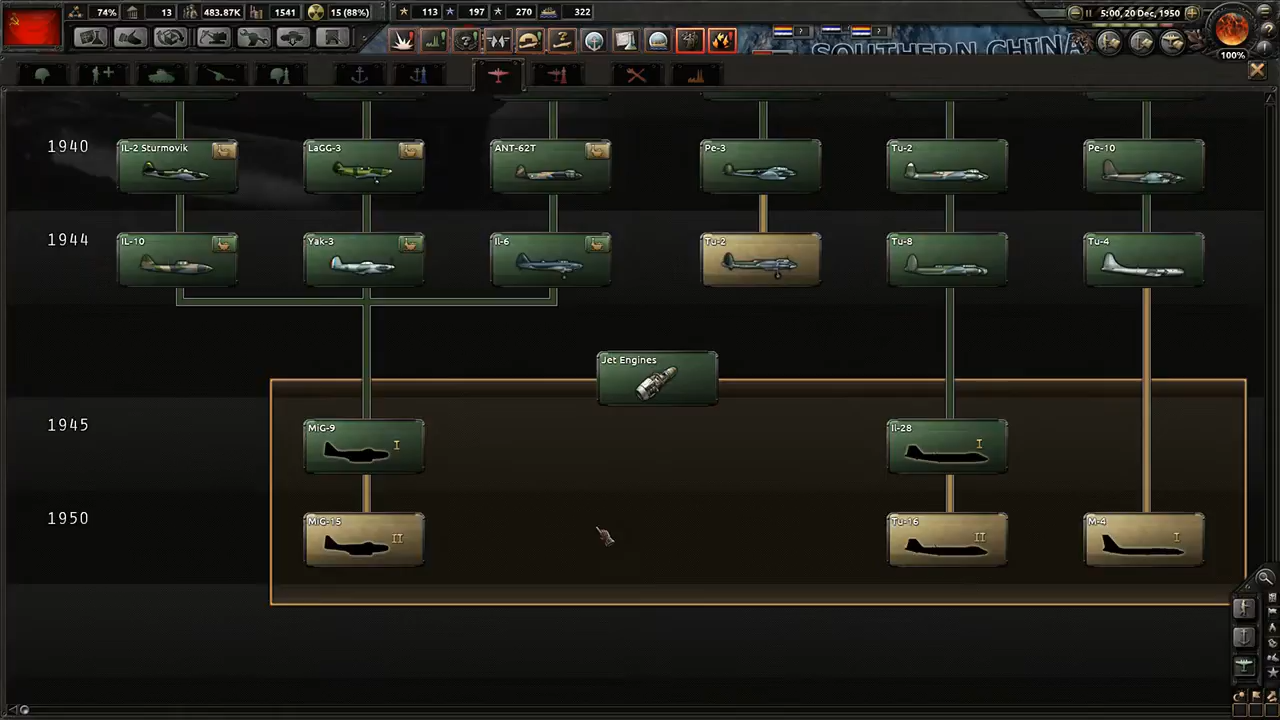 74% 13 483.87K 1541 15 (88%) 113 197 270 322 5:00, 20 Dec, 1950
? ?
SOUTHERN CHINA
100%
1940 IL-2 Sturmovik LaGG-3 ANT-62T Pe-3 Tu-2 Pe-10
1944 IL-10 Yak-3 Il-6 Tu-2 Tu-8 Tu-4
Jet Engines
1945 MiG-9 I Il-28 I
1950 MiG-15 II Tu-16 II M-4 I